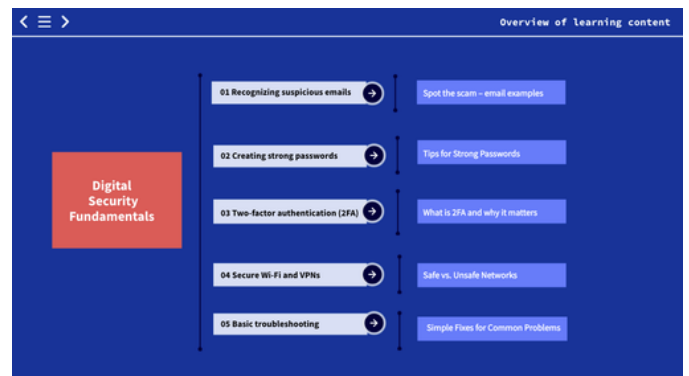 Overview of learning content
Digital
Security
Fundamentals
01 Recognizing suspicious emails
Spot the scam – email examples
02 Creating strong passwords
Tips for Strong Passwords
03 Two-factor authentication (2FA)
What is 2FA and why it matters
04 Secure Wi-Fi and VPNs
Safe vs. Unsafe Networks
05 Basic troubleshooting
Simple Fixes for Common Problems